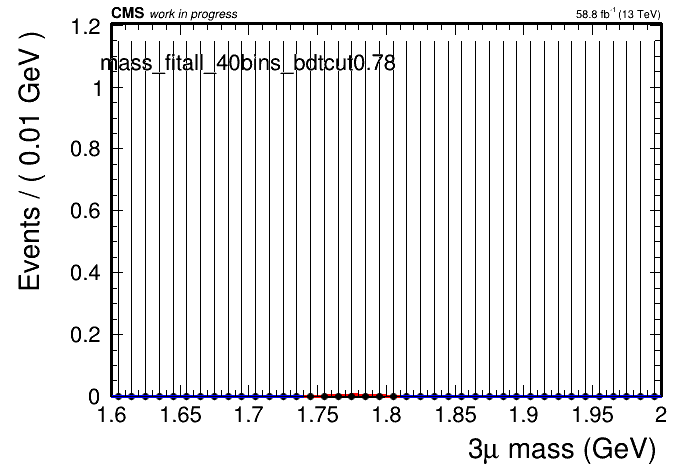 CMS work in progress 58.8 fb⁻¹ (13 TeV)
mass_fitall_40bins_bdtcut0.78
Events / ( 0.01 GeV )
1.2
1
0.8
0.6
0.4
0.2
0
1.6 1.65 1.7 1.75 1.8 1.85 1.9 1.95 2
3μ mass (GeV)